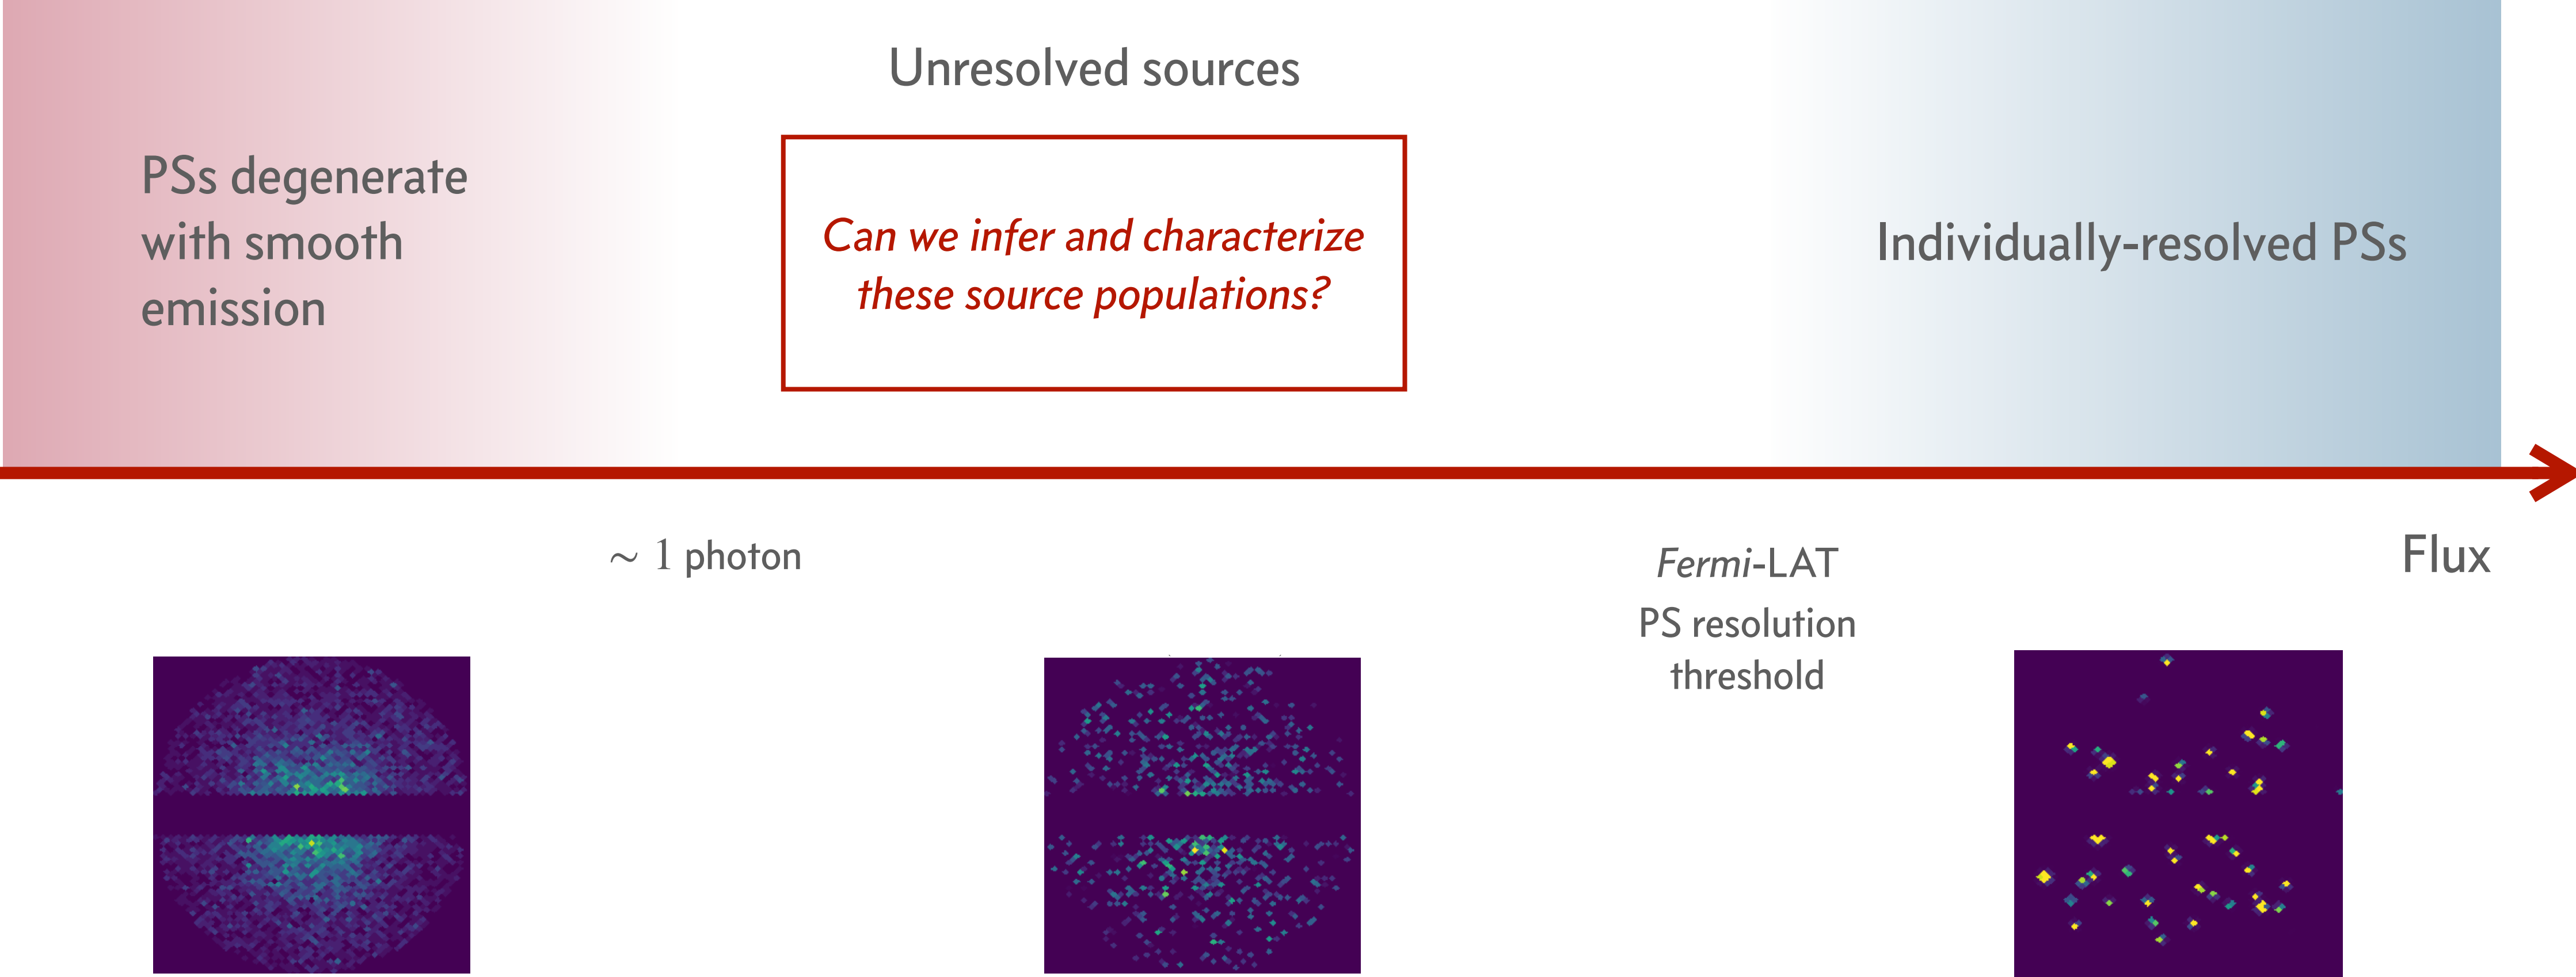 Unresolved sources
PSs degenerate
with smooth
emission
Can we infer and characterize
these source populations?
Individually-resolved PSs
∼ 1 photon
Fermi-LAT
PS resolution
threshold
Flux